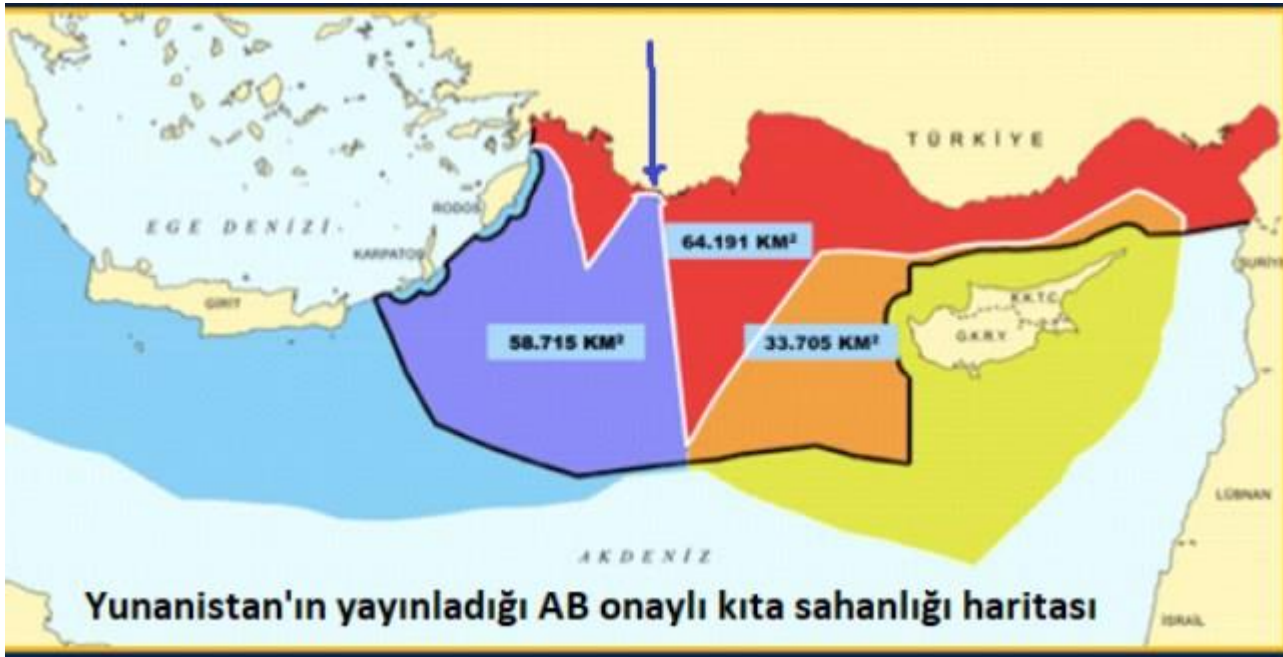 TÜRKİYE
RODOS
EGE DENİZİ
64.191 KM²
KARPATOS
SURİYE
GİRİT
K.K.T.C.
58.715 KM²
33.705 KM²
G.K.R.Y
LÜBNAN
AKDENİZ
Yunanistan'ın yayınladığı AB onaylı kıta sahanlığı haritası
İSRAİL